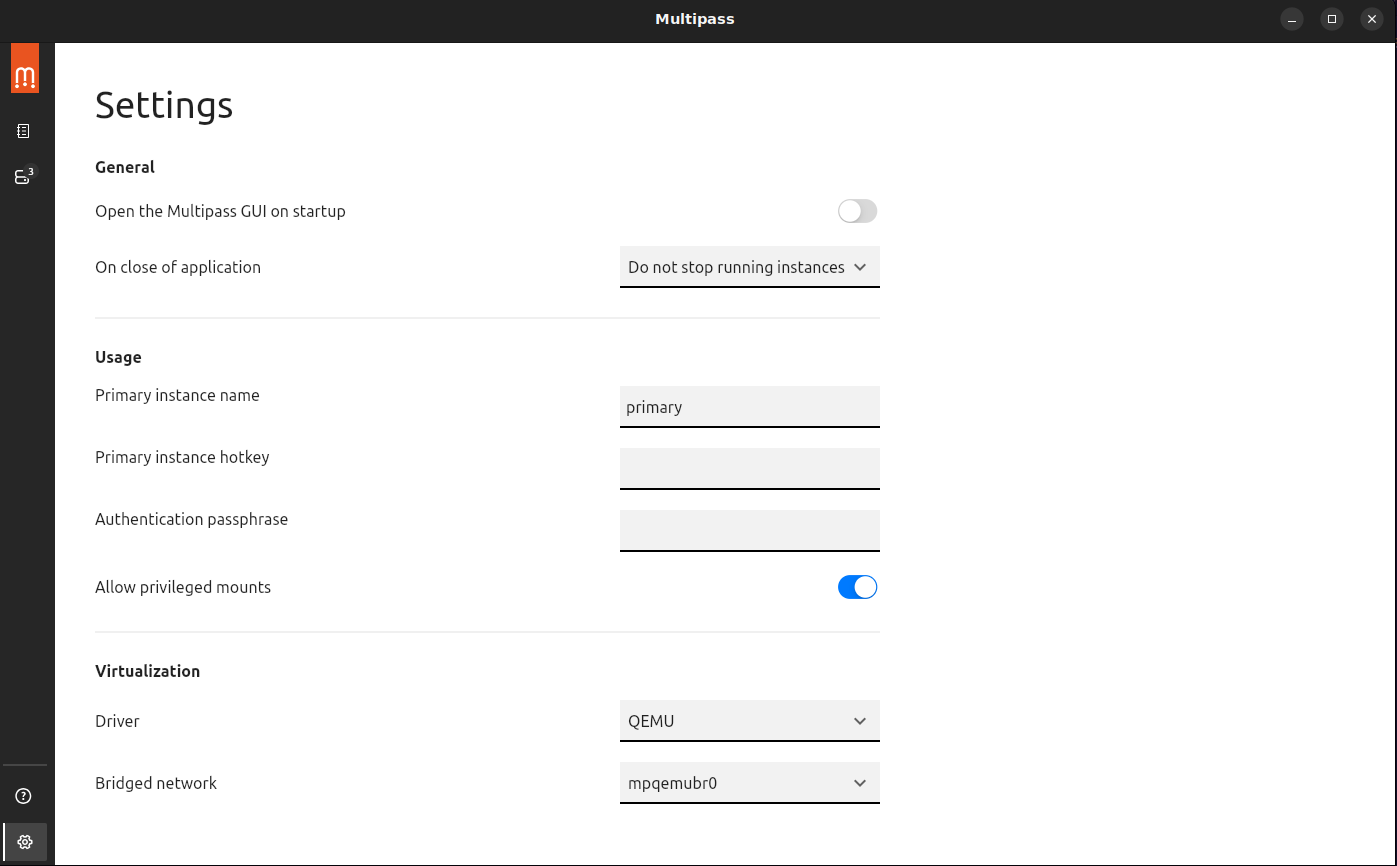 Multipass
3
Settings
General
Open the Multipass GUI on startup
On close of application
Do not stop running instances
Usage
Primary instance name
primary
Primary instance hotkey
Authentication passphrase
Allow privileged mounts
Virtualization
Driver
QEMU
Bridged network
mpqemubr0